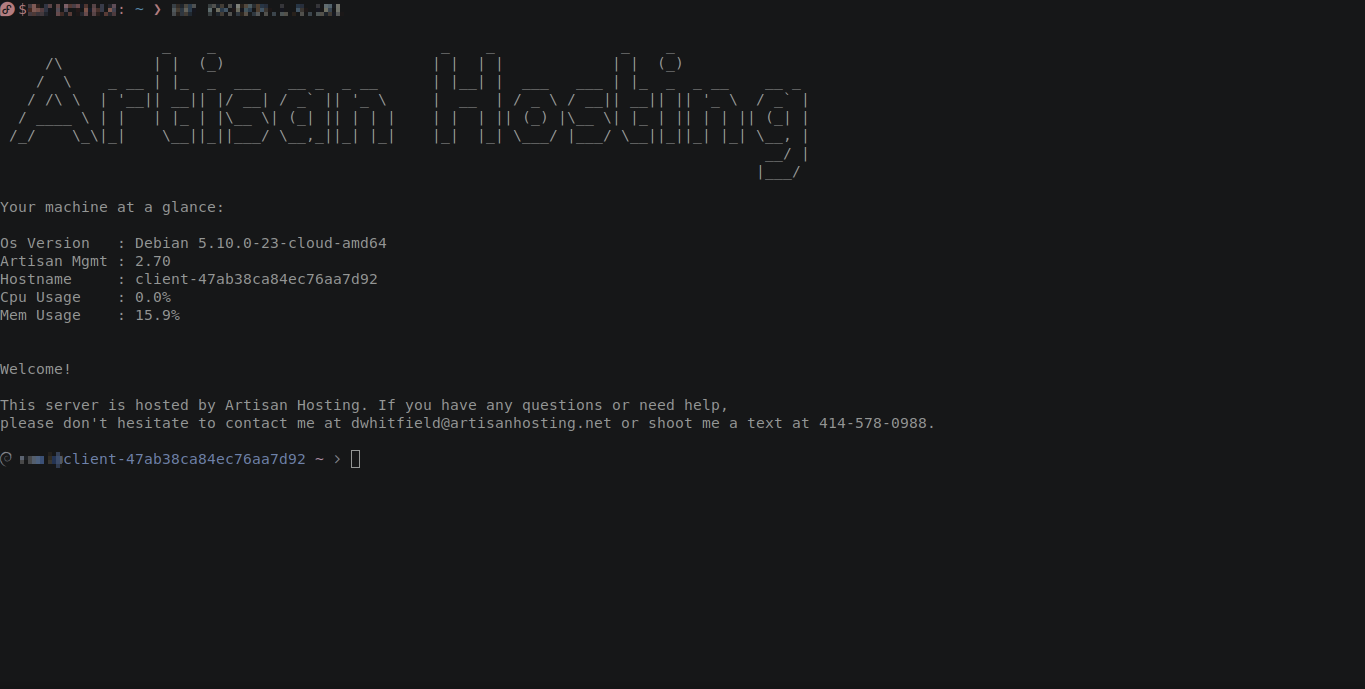 $ : ~ ❯
Artisan Hosting
Your machine at a glance:
Os Version   : Debian 5.10.0-23-cloud-amd64
Artisan Mgmt : 2.70
Hostname     : client-47ab38ca84ec76aa7d92
Cpu Usage    : 0.0%
Mem Usage    : 15.9%
Welcome!
This server is hosted by Artisan Hosting. If you have any questions or need help,
please don't hesitate to contact me at dwhitfield@artisanhosting.net or shoot me a text at 414-578-0988.
client-47ab38ca84ec76aa7d92 ~ >